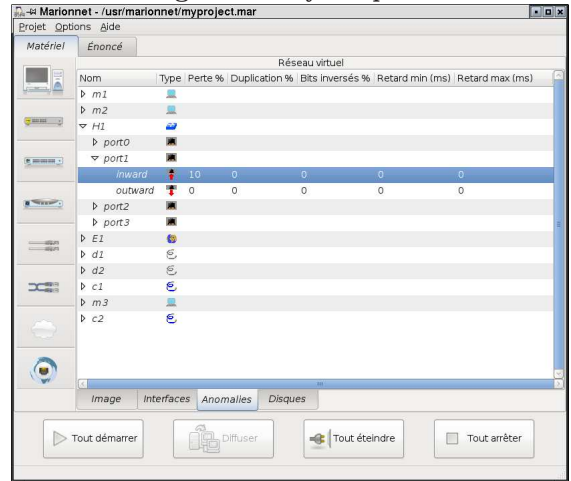 Marionnet - /usr/marionnet/myproject.mar
Projet Options Aide
Matériel Énoncé
Réseau virtuel
Nom Type Perte % Duplication % Bits inversés % Retard min (ms) Retard max (ms)
m1
m2
H1
port0
port1
inward 10 0 0 0 0
outward 0 0 0 0 0
port2
port3
E1
d1
d2
c1
m3
c2
Image Interfaces Anomalies Disques
Tout démarrer Diffuser Tout éteindre Tout arrêter